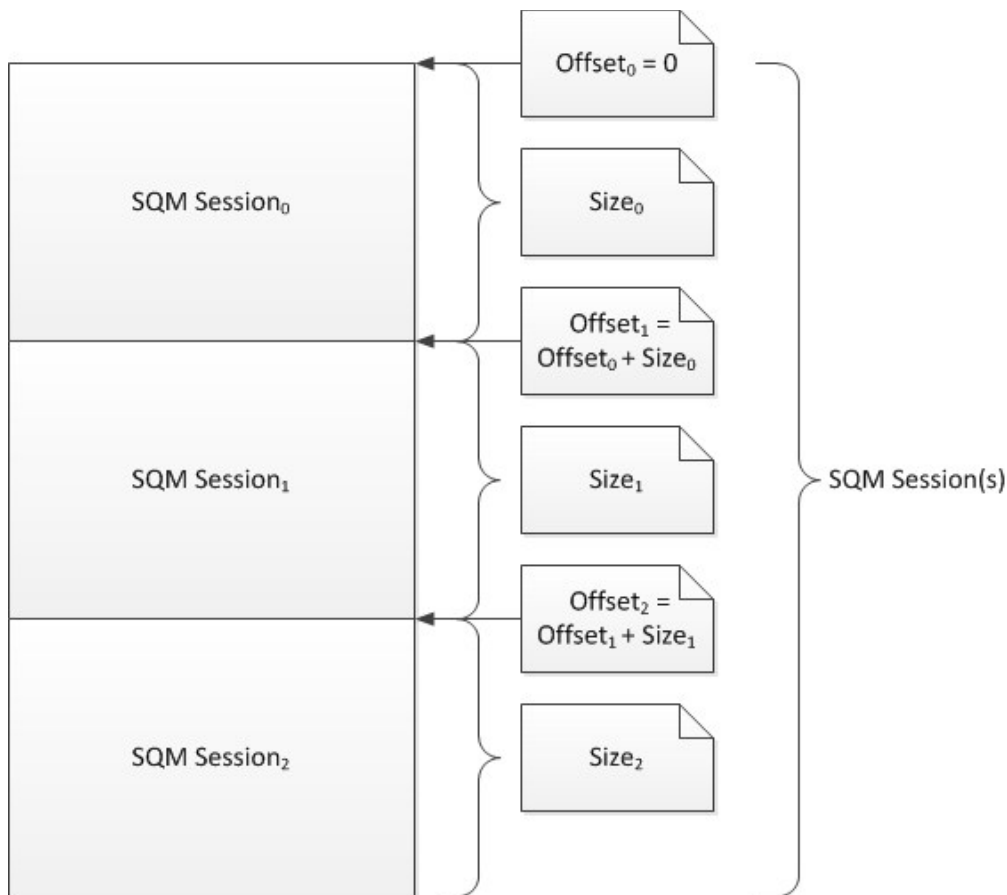 Offset₀ = 0
SQM Session₀
Size₀
Offset₁ =
Offset₀ + Size₀
SQM Session₁
Size₁
SQM Session(s)
Offset₂ =
Offset₁ + Size₁
SQM Session₂
Size₂